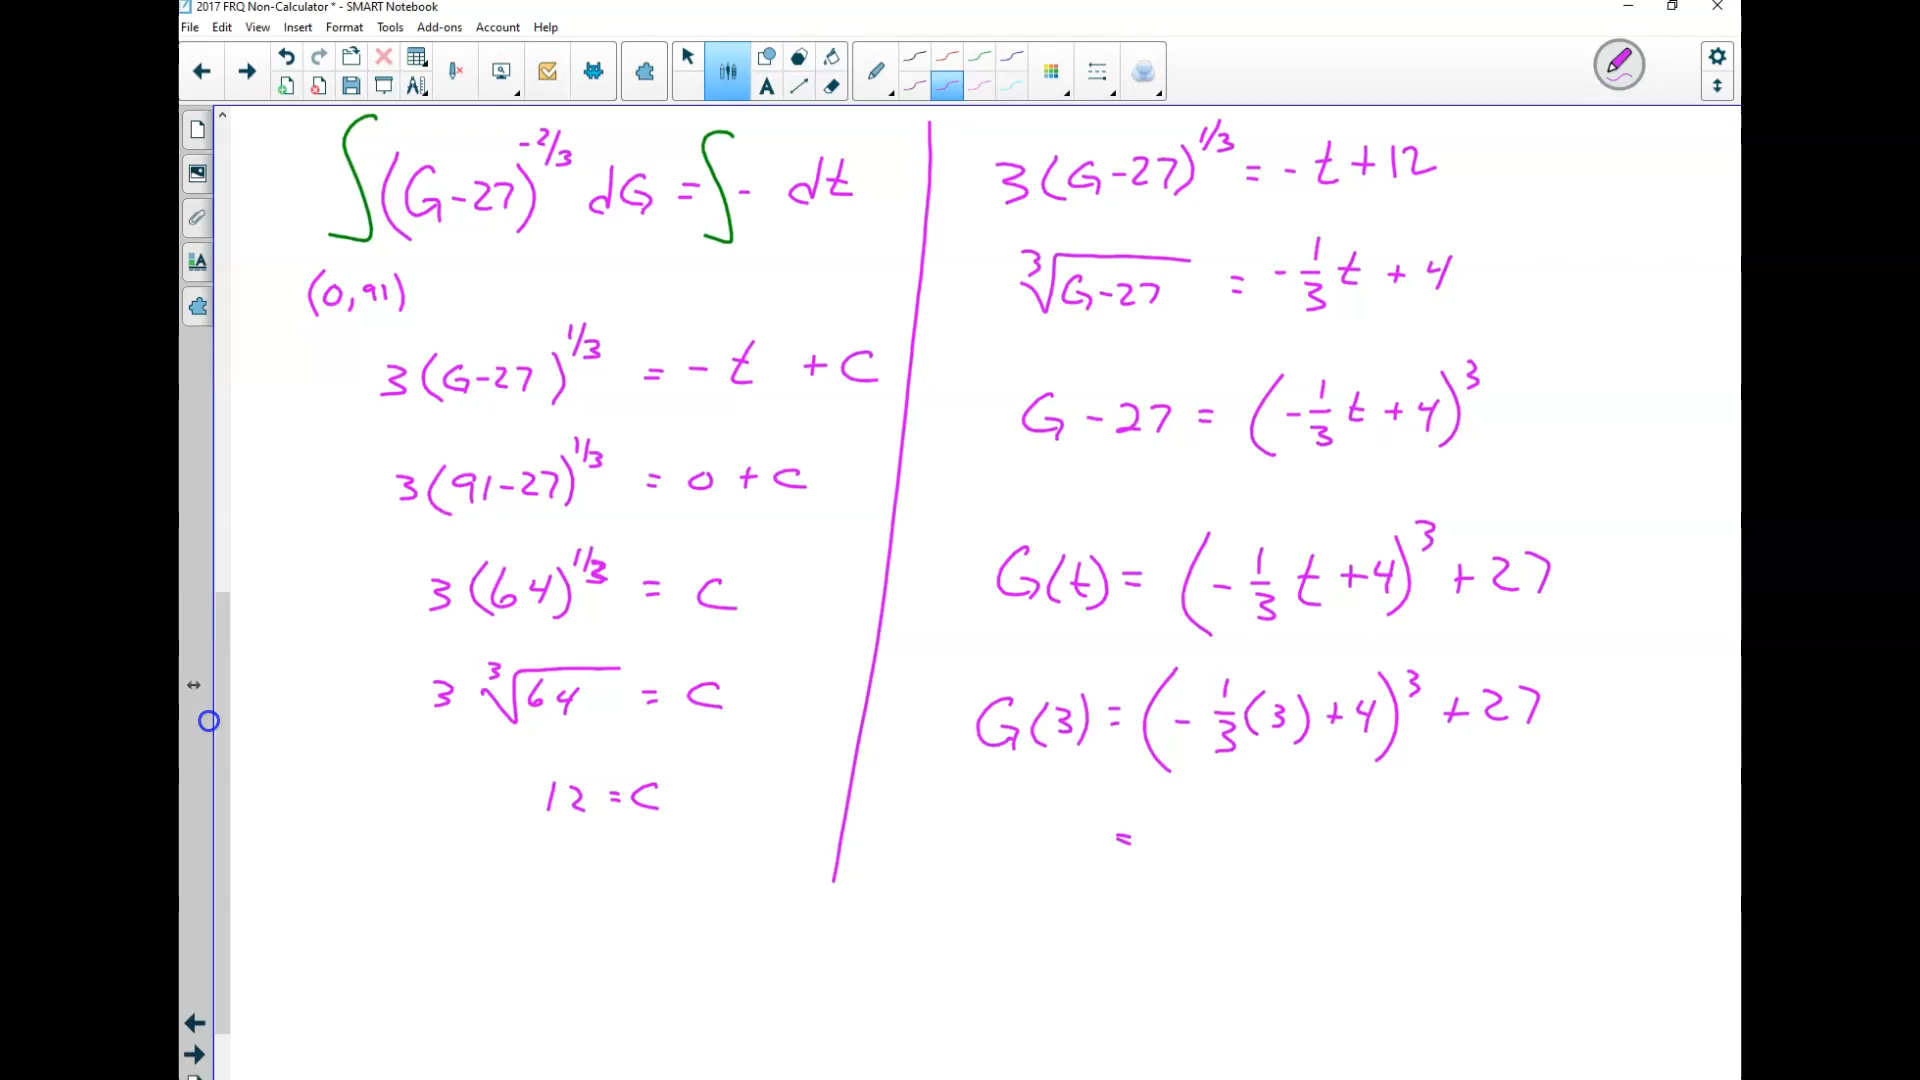 2017 FRQ Non-Calculator * - SMART Notebook
File Edit View Insert Format Tools Add-ons Account Help
∫(G-27)^{-2/3} dG = ∫- dt
(0,91)
3(G-27)^{1/3} = -t + C
3(91-27)^{1/3} = 0 + C
3(64)^{1/3} = C
3 ∛64 = C
12 = C
3(G-27)^{1/3} = -t+12
∛(G-27) = -1/3 t + 4
G-27 = (-1/3 t + 4)^3
G(t) = (-1/3 t+4)^3 + 27
G(3) = (-1/3(3)+4)^3 + 27
=